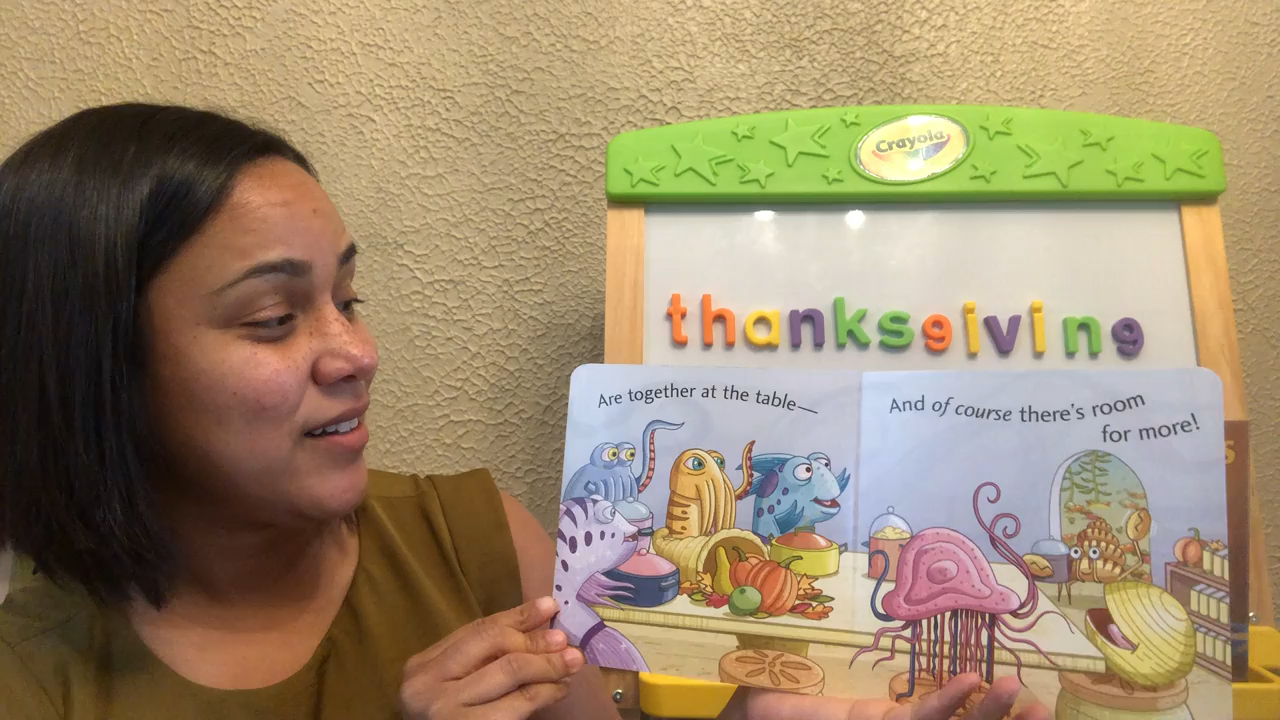 Crayola
thanksgiving
Are together at the table—
And of course there's room
for more!